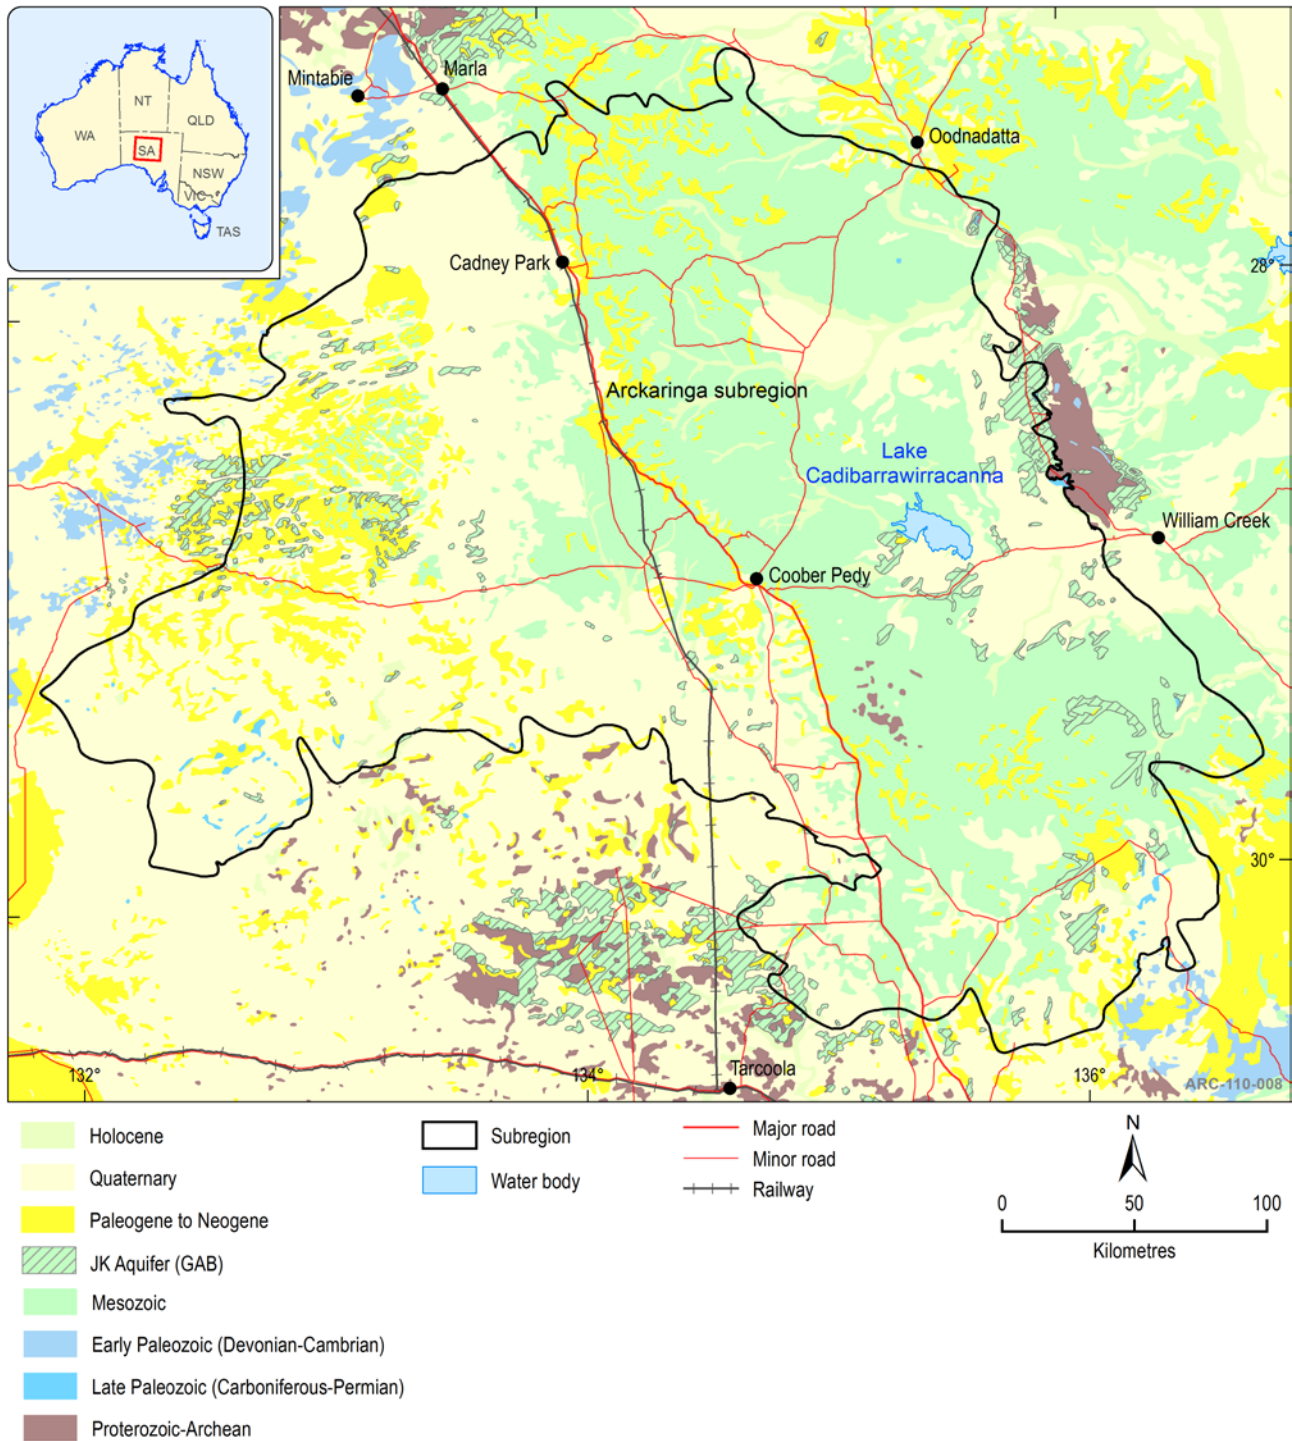 WA
NT
SA
QLD
NSW
VIC
TAS
Mintabie
Marla
Oodnadatta
Cadney Park
28°
Arckaringa subregion
Lake
Cadibarrawirracanna
William Creek
Coober Pedy
30°
Tarcoola
132°
134°
136°
ARC-110-008
Holocene
Quaternary
Paleogene to Neogene
JK Aquifer (GAB)
Mesozoic
Early Paleozoic (Devonian-Cambrian)
Late Paleozoic (Carboniferous-Permian)
Proterozoic-Archean
Subregion
Water body
Major road
Minor road
Railway
N
0 50 100
Kilometres